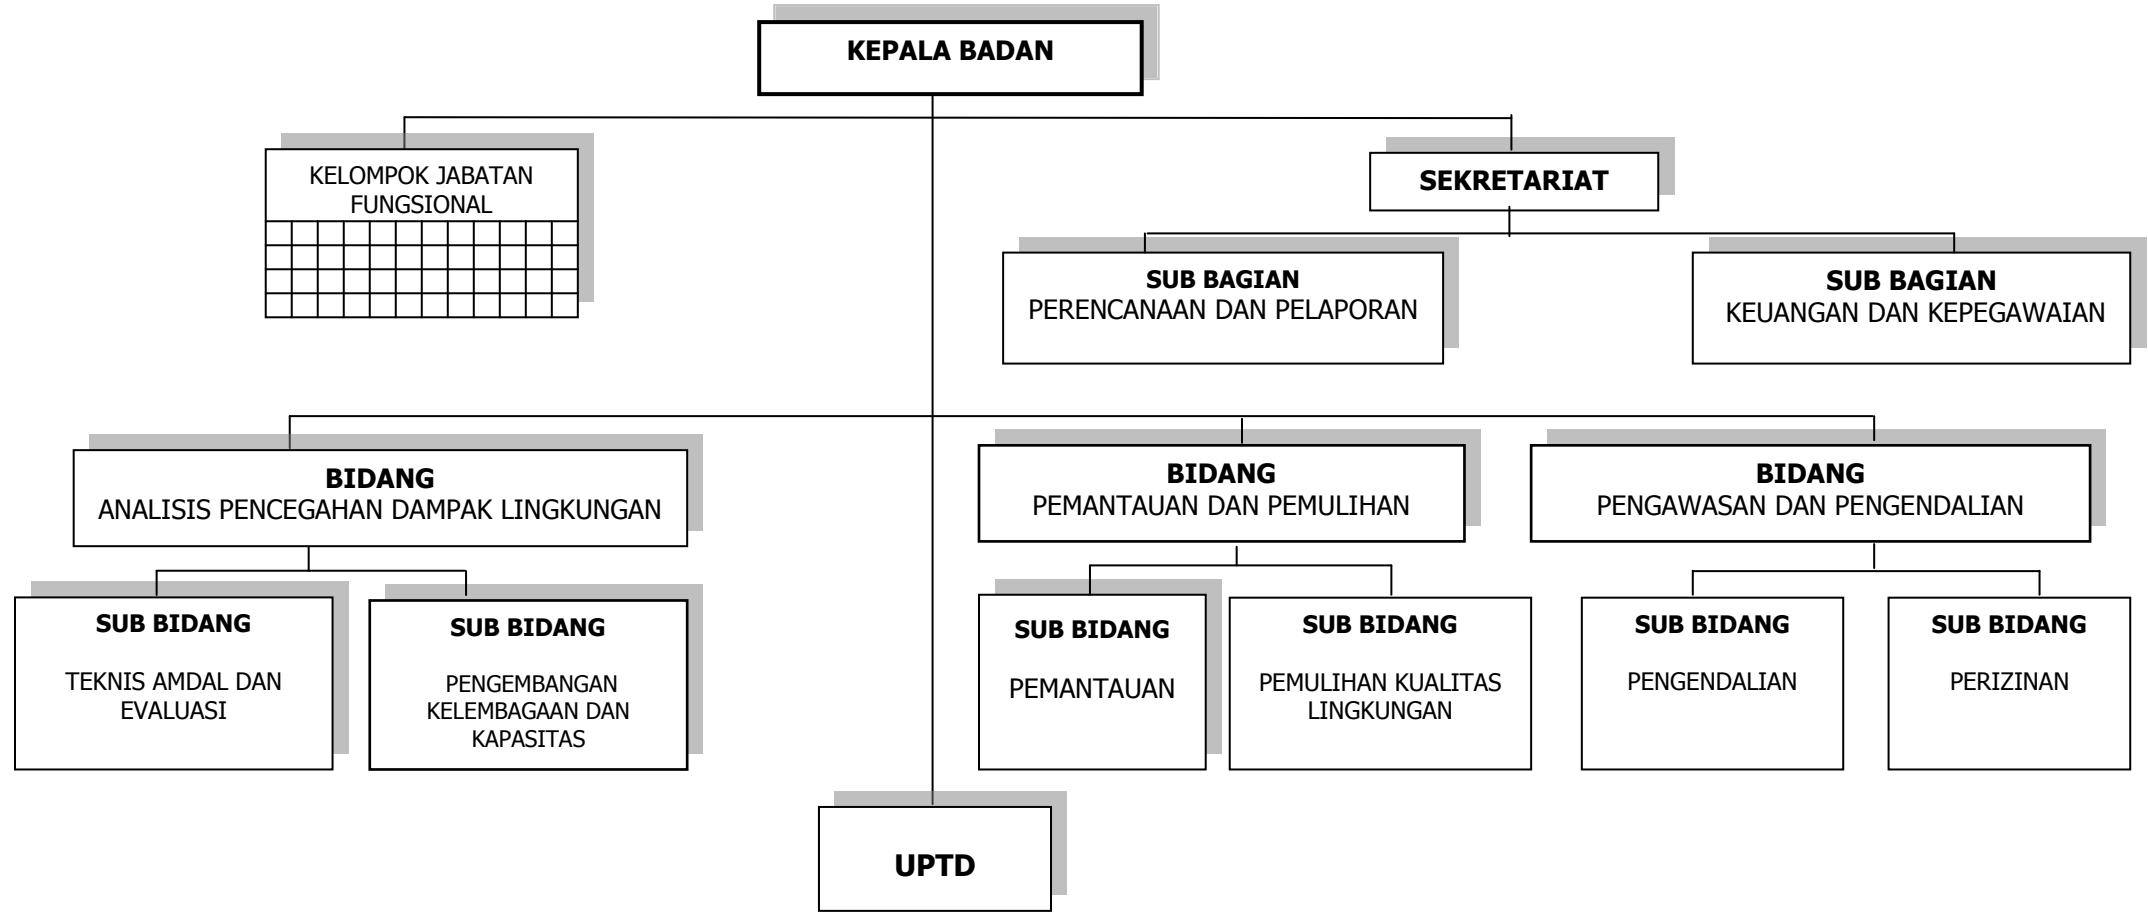 KEPALA BADAN
KELOMPOK JABATAN
FUNGSIONAL
SEKRETARIAT
SUB BAGIAN
PERENCANAAN DAN PELAPORAN
SUB BAGIAN
KEUANGAN DAN KEPEGAWAIAN
BIDANG
ANALISIS PENCEGAHAN DAMPAK LINGKUNGAN
BIDANG
PEMANTAUAN DAN PEMULIHAN
BIDANG
PENGAWASAN DAN PENGENDALIAN
SUB BIDANG
TEKNIS AMDAL DAN
EVALUASI
SUB BIDANG
PENGEMBANGAN
KELEMBAGAAN DAN
KAPASITAS
SUB BIDANG
PEMANTAUAN
SUB BIDANG
PEMULIHAN KUALITAS
LINGKUNGAN
SUB BIDANG
PENGENDALIAN
SUB BIDANG
PERIZINAN
UPTD